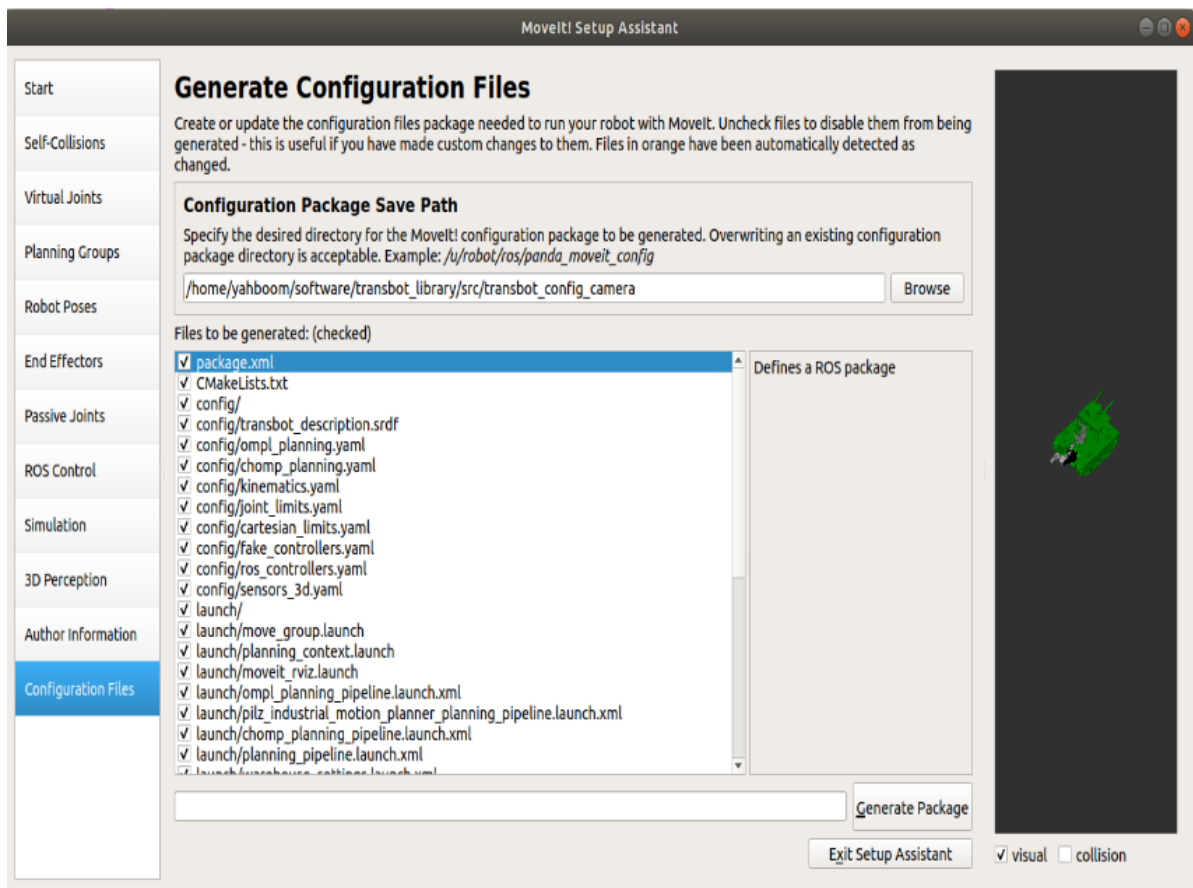 MoveIt! Setup Assistant
Start
Self-Collisions
Virtual Joints
Planning Groups
Robot Poses
End Effectors
Passive Joints
ROS Control
Simulation
3D Perception
Author Information
Configuration Files
Generate Configuration Files
Create or update the configuration files package needed to run your robot with MoveIt. Uncheck files to disable them from being
generated - this is useful if you have made custom changes to them. Files in orange have been automatically detected as
changed.
Configuration Package Save Path
Specify the desired directory for the MoveIt! configuration package to be generated. Overwriting an existing configuration
package directory is acceptable. Example: /u/robot/ros/panda_moveit_config
/home/yahboom/software/transbot_library/src/transbot_config_camera
Browse
Files to be generated: (checked)
package.xml
CMakeLists.txt
config/
config/transbot_description.srdf
config/ompl_planning.yaml
config/chomp_planning.yaml
config/kinematics.yaml
config/joint_limits.yaml
config/cartesian_limits.yaml
config/fake_controllers.yaml
config/ros_controllers.yaml
config/sensors_3d.yaml
launch/
launch/move_group.launch
launch/planning_context.launch
launch/moveit_rviz.launch
launch/ompl_planning_pipeline.launch.xml
launch/pilz_industrial_motion_planner_planning_pipeline.launch.xml
launch/chomp_planning_pipeline.launch.xml
launch/planning_pipeline.launch.xml
launch/warehouse_settings.launch.xml
Defines a ROS package
Generate Package
Exit Setup Assistant
visual
collision